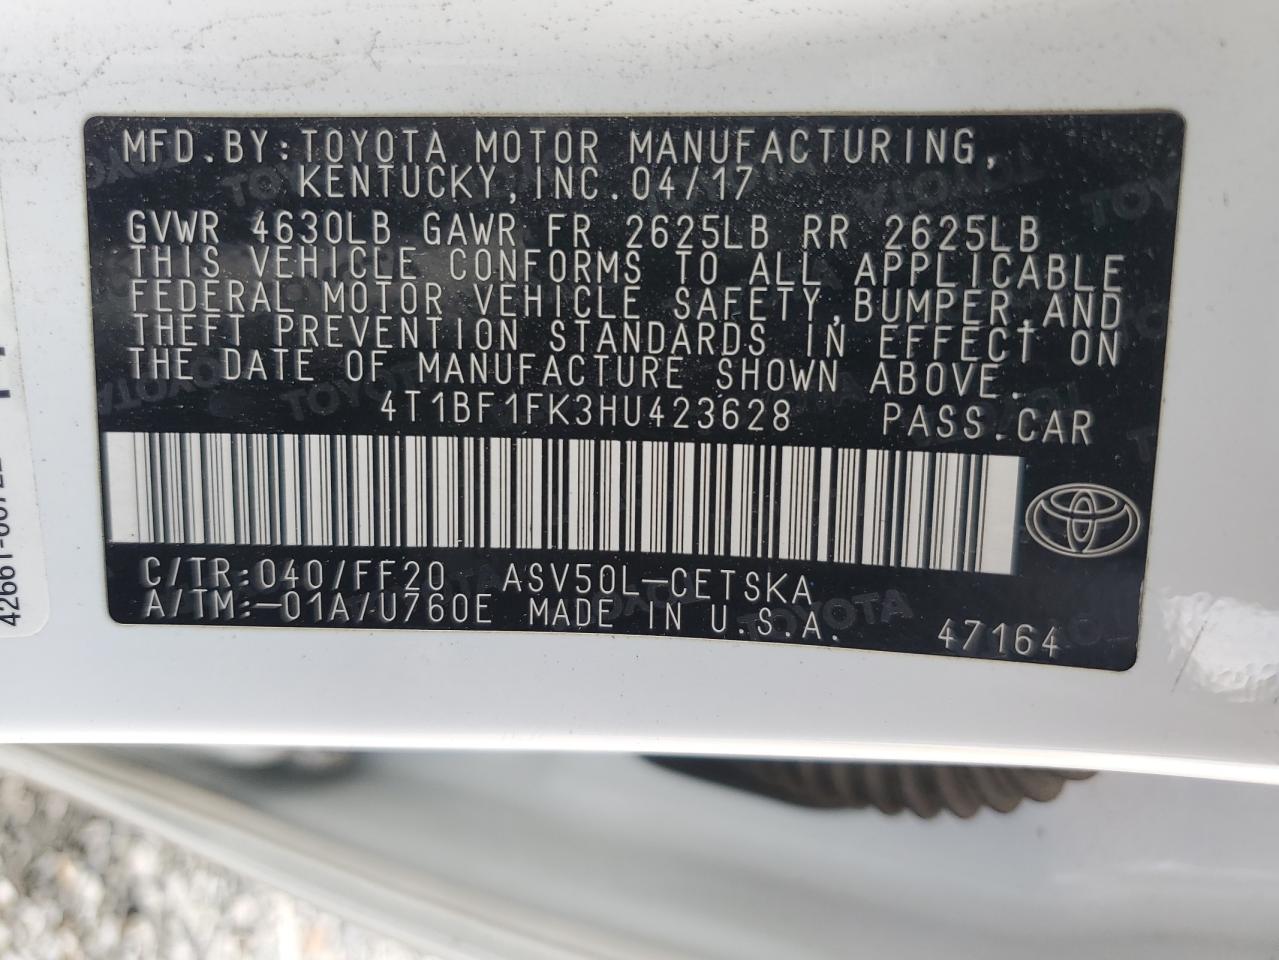 MFD.BY:TOYOTA MOTOR MANUFACTURING,
KENTUCKY,INC.04/17
GVWR 4630LB GAWR FR 2625LB RR 2625LB
THIS VEHICLE CONFORMS TO ALL APPLICABLE
FEDERAL MOTOR VEHICLE SAFETY,BUMPER,AND
THEFT PREVENTION STANDARDS IN EFFECT ON
THE DATE OF MANUFACTURE SHOWN ABOVE.
4T1BF1FK3HU423628 PASS.CAR
C/TR:040/FF20 ASV50L-CETSKA
A/TM:-01A/U760E MADE IN U.S.A.
47164